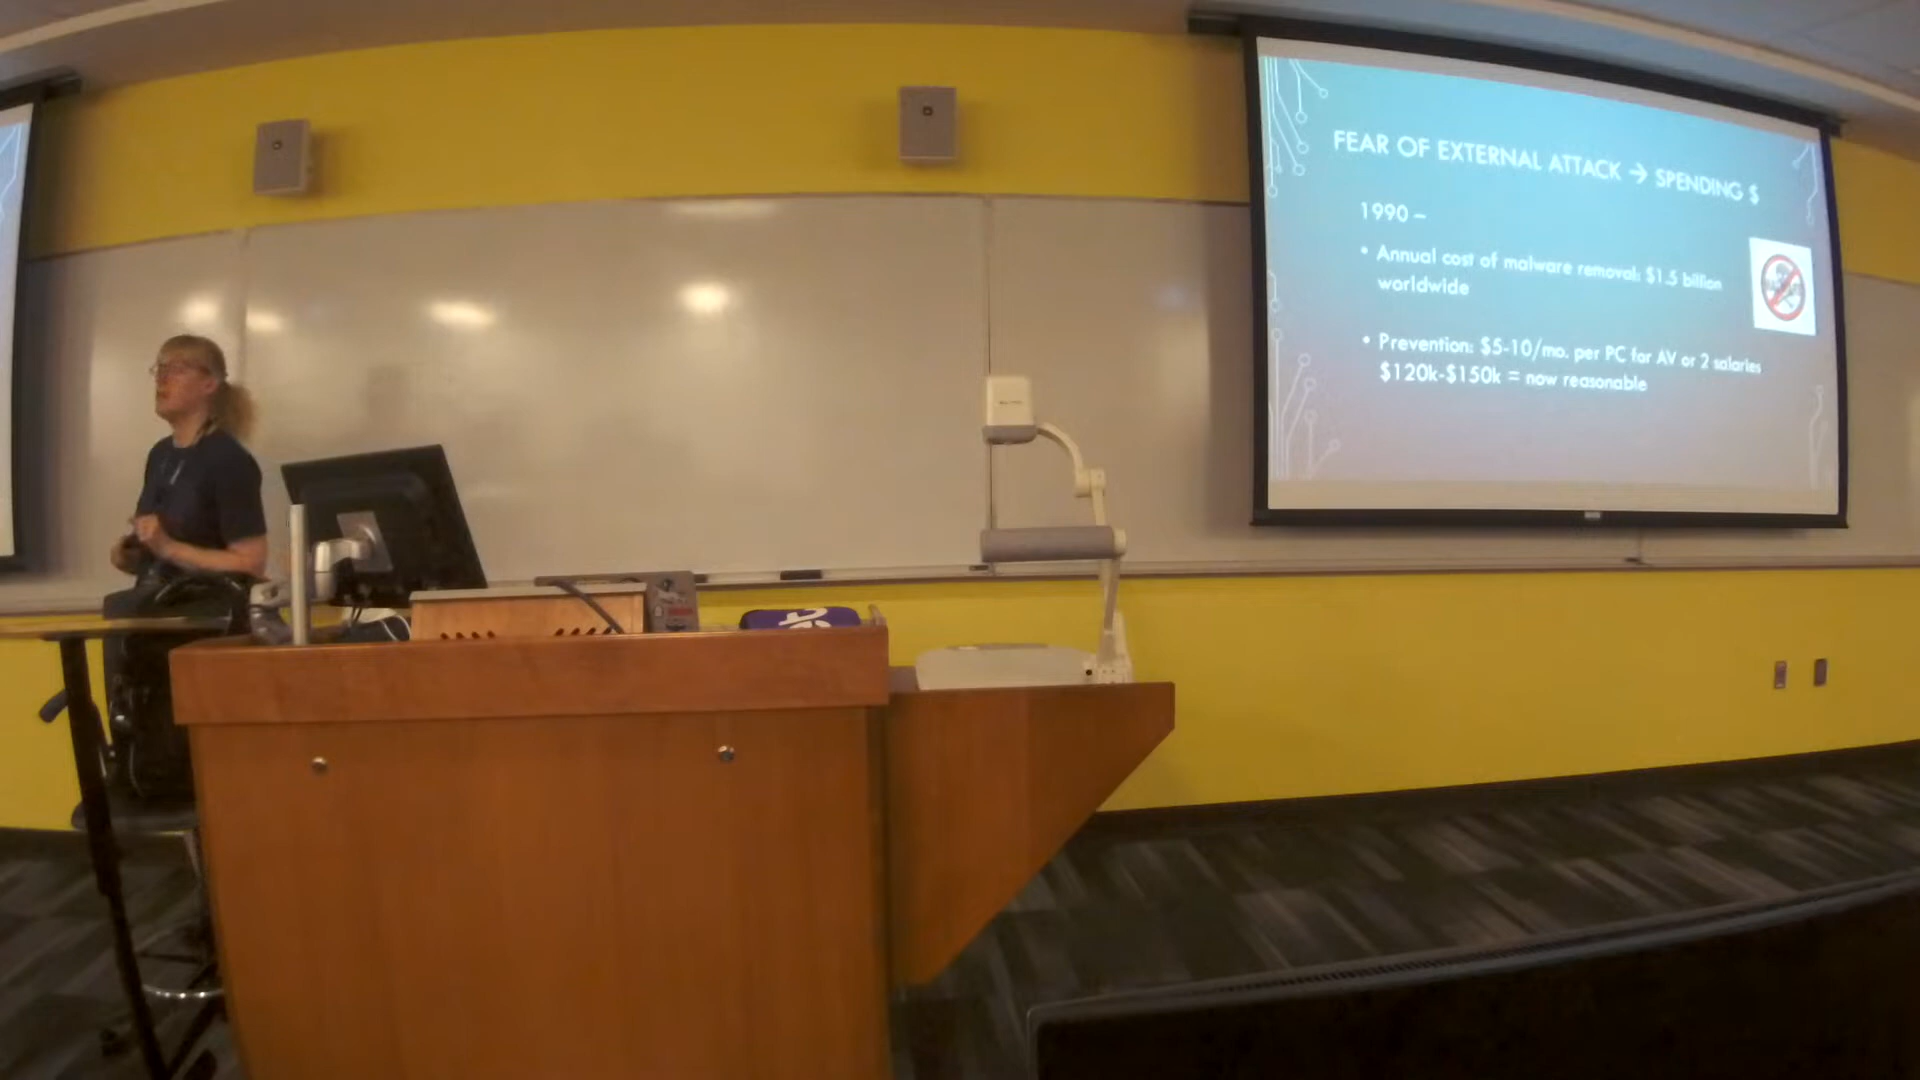 FEAR OF EXTERNAL ATTACK → SPENDING $
1990 –
• Annual cost of malware removal: $1.5 billion
worldwide
• Prevention: $5-10/mo. per PC for AV or 2 salaries
$120k-$150k = now reasonable